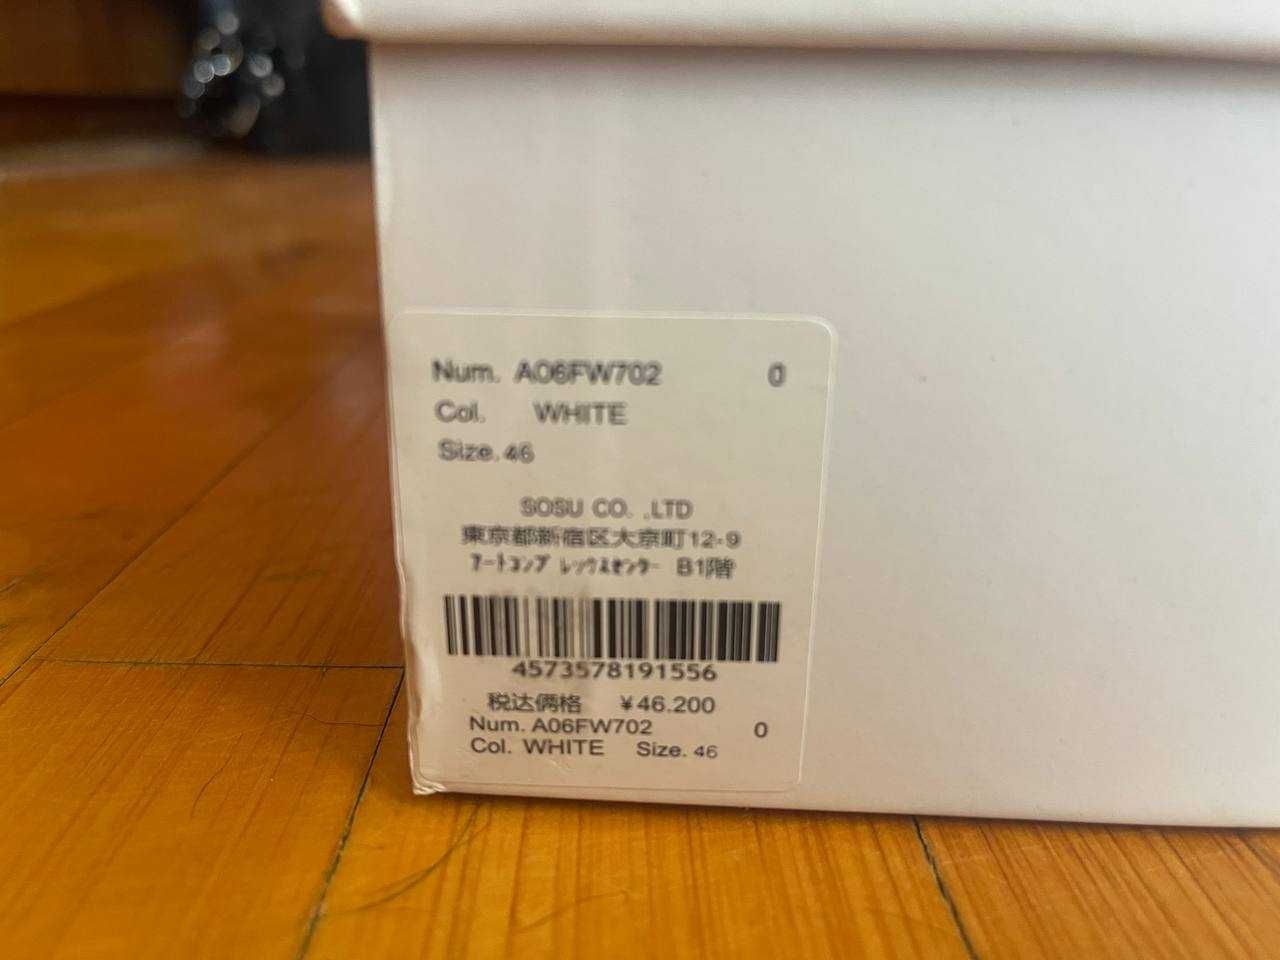 Num. A06FW702 0
Col. WHITE
Size. 46
SOSU CO. ,LTD
東京都新宿区大京町12-9
アートコンプ レックスセンター B1階
4573578191556
税込価格 ¥46.200
Num. A06FW702 0
Col. WHITE Size. 46